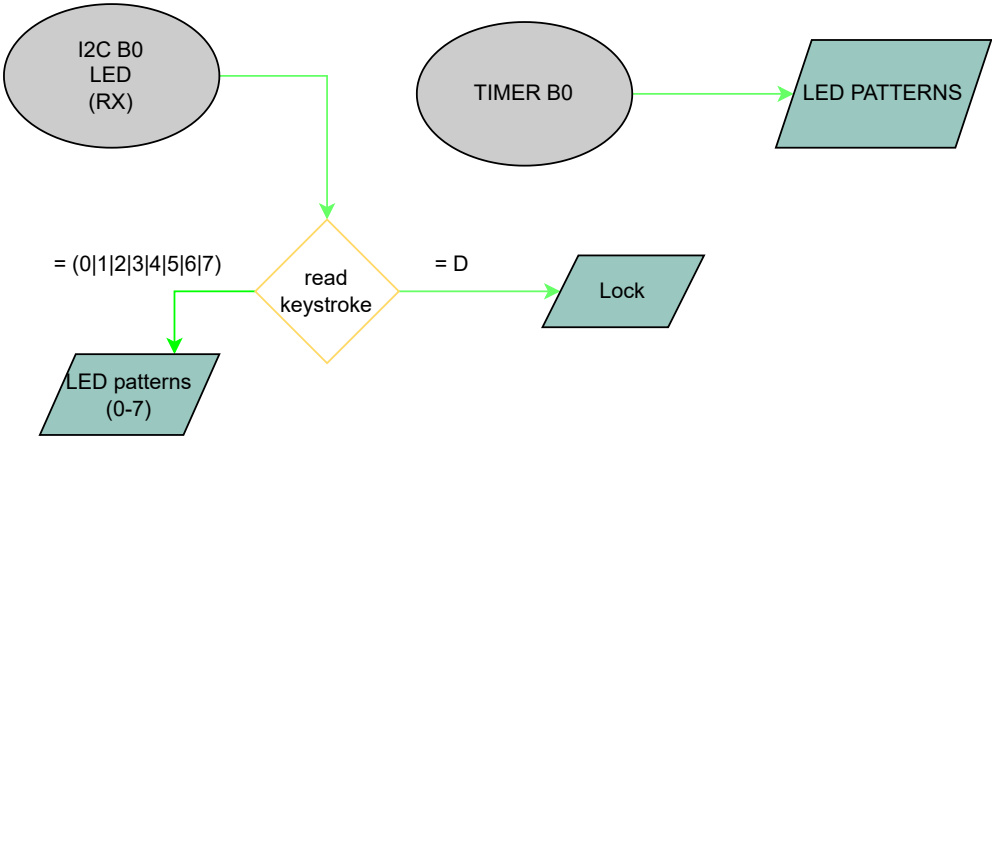 I2C B0
LED
(RX)
TIMER B0
LED PATTERNS
= (0|1|2|3|4|5|6|7)
read
keystroke
= D
Lock
LED patterns
(0-7)